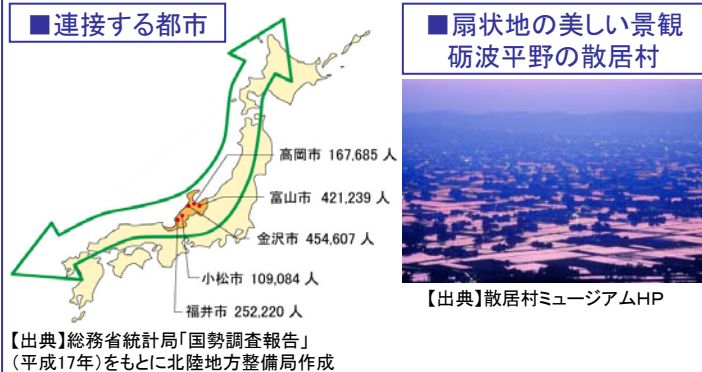 ■連接する都市
高岡市 167,685 人
富山市 421,239 人
金沢市 454,607 人
小松市 109,084 人
福井市 252,220 人
【出典】総務省統計局「国勢調査報告」
(平成17年)をもとに北陸地方整備局作成
■扇状地の美しい景観
砺波平野の散居村
【出典】散居村ミュージアムHP